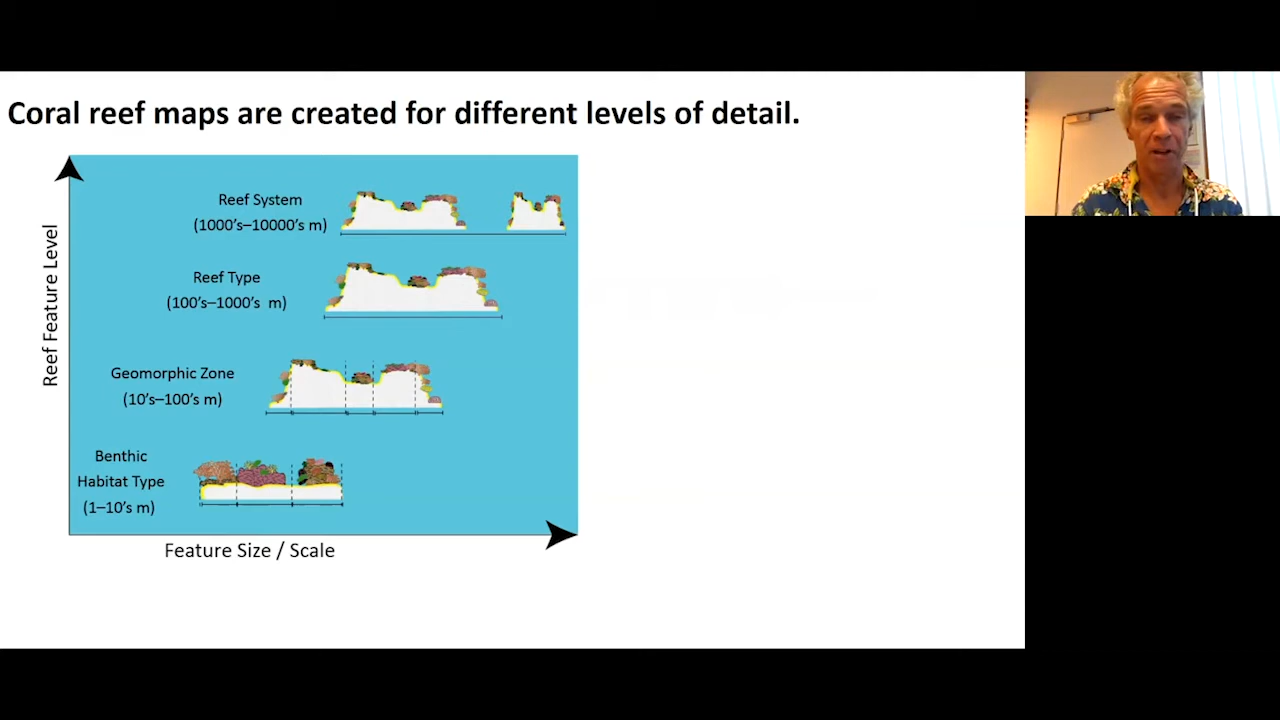 Coral reef maps are created for different levels of detail.
Reef Feature Level
Reef System
(1000's–10000's m)
Reef Type
(100's–1000's  m)
Geomorphic Zone
(10's–100's m)
Benthic
Habitat Type
(1–10's m)
Feature Size / Scale